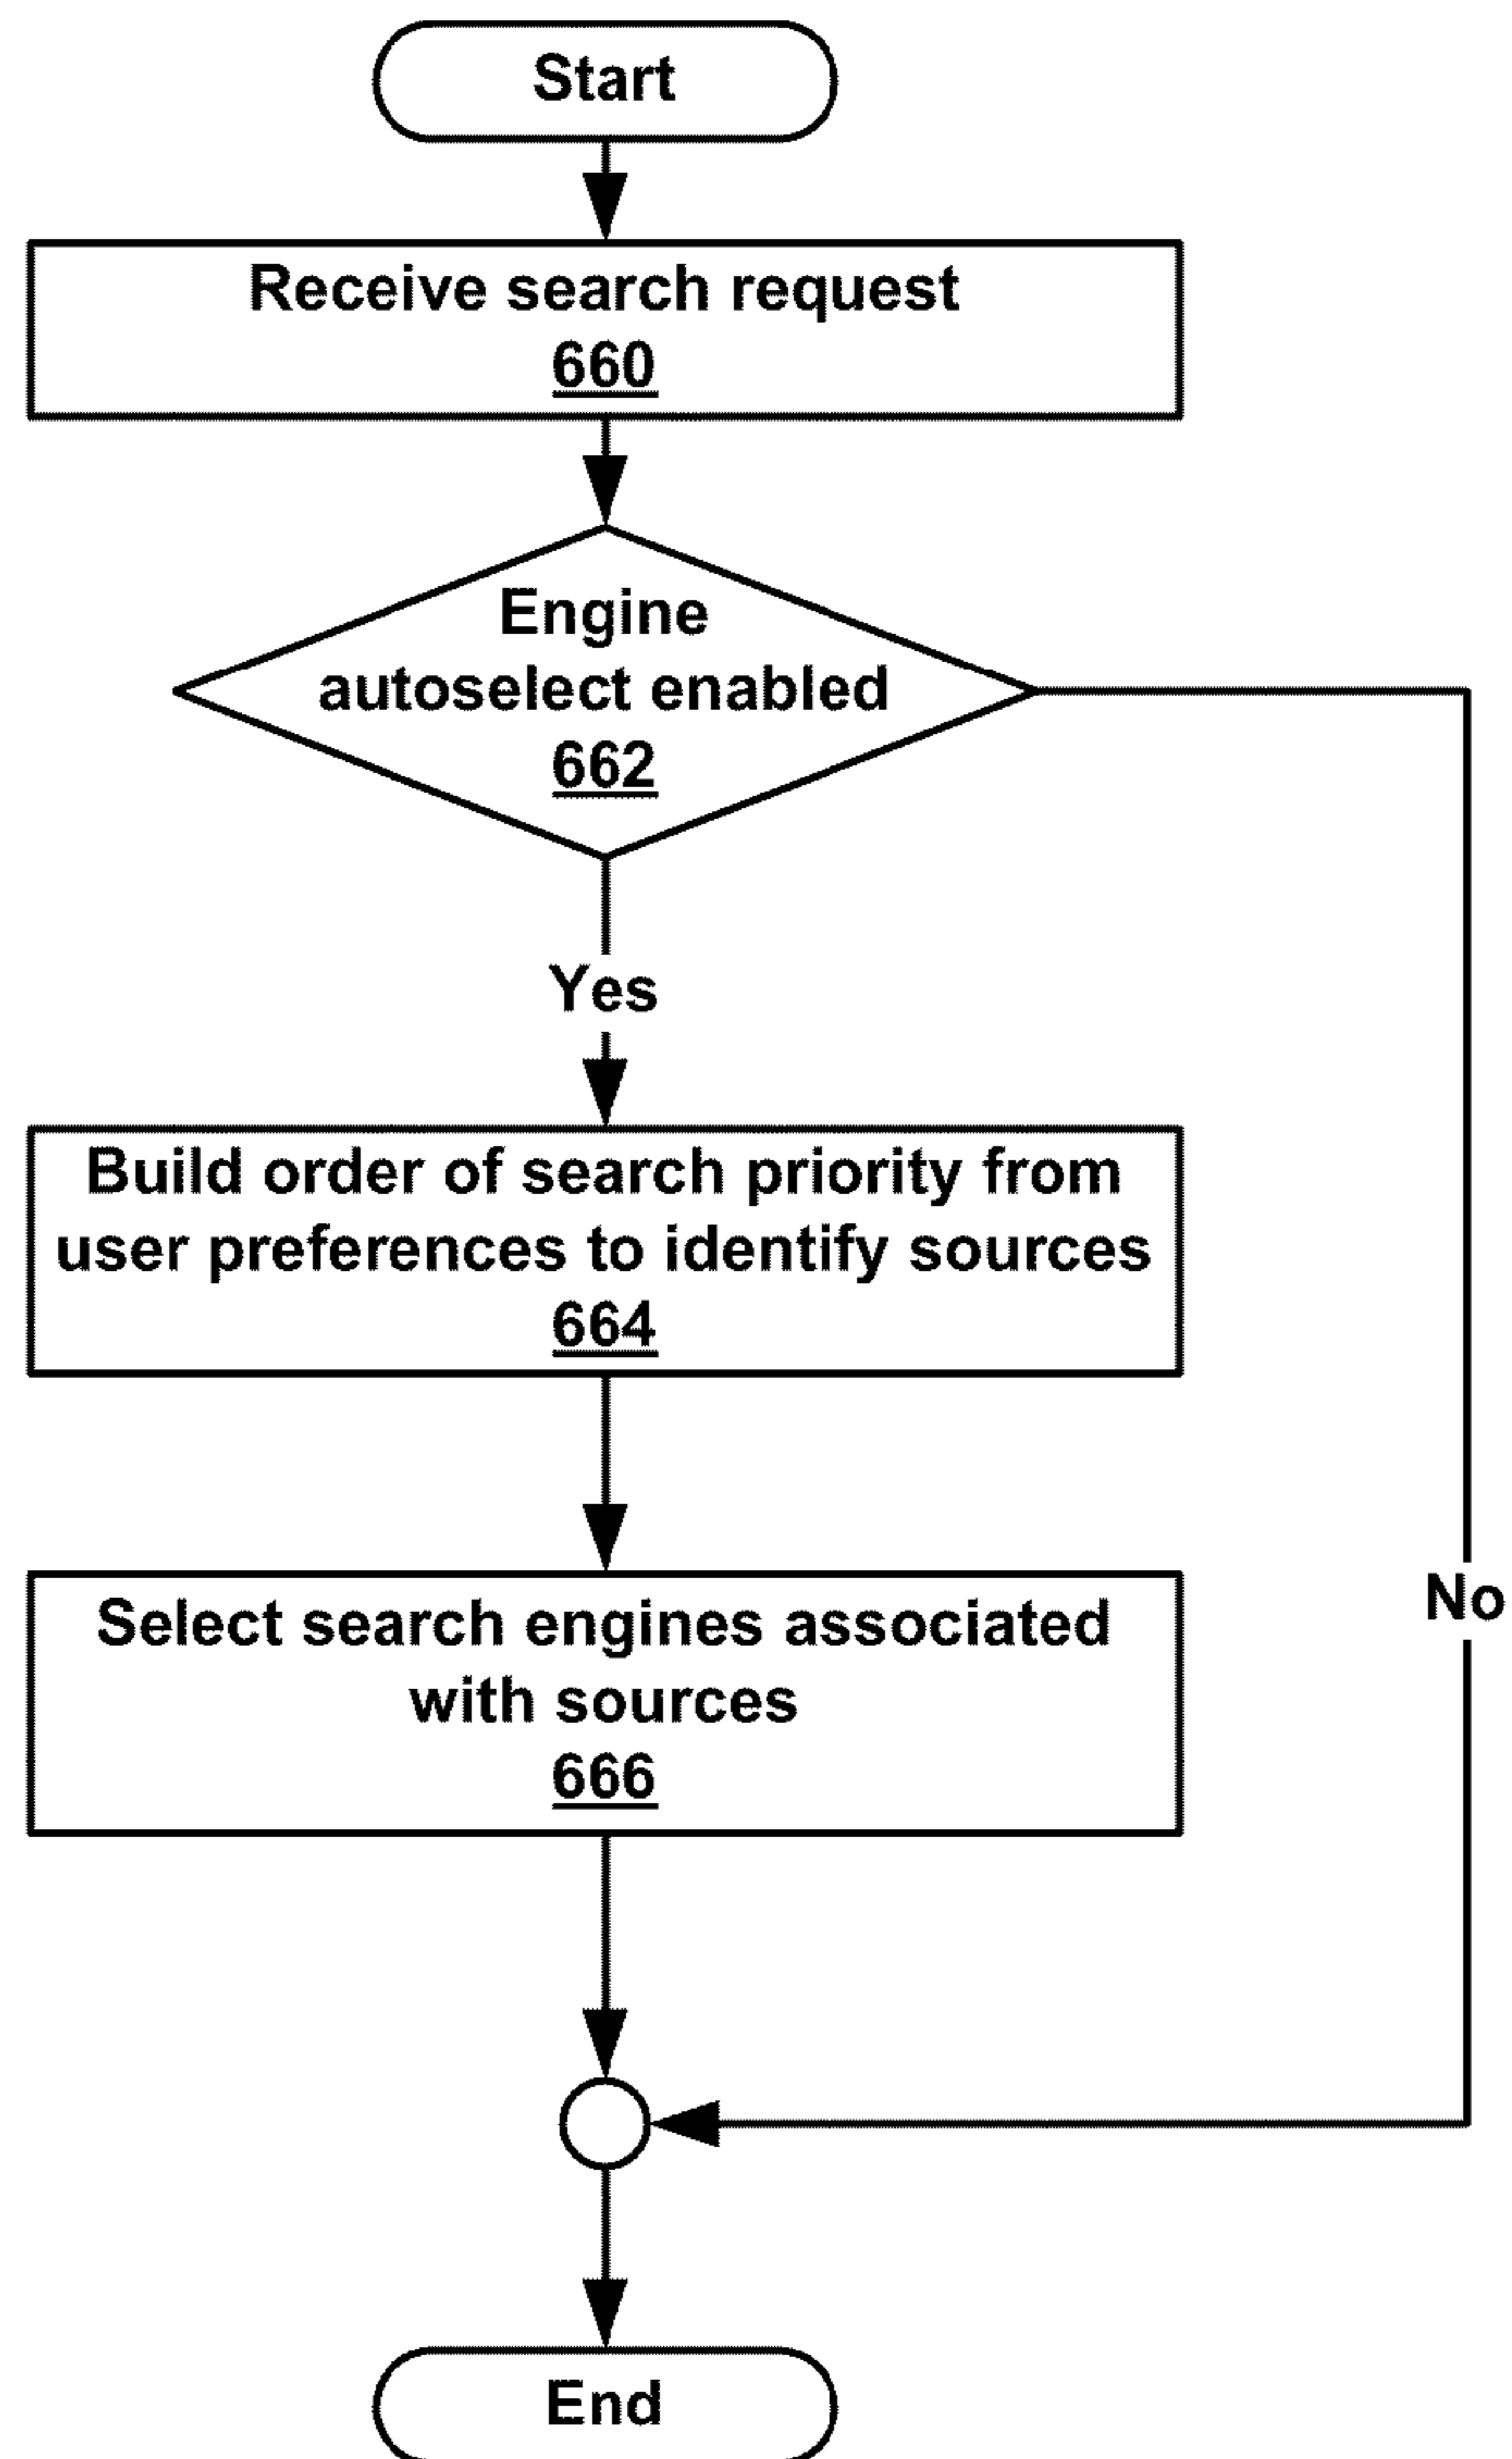 Start
Receive search request
660
Engine
autoselect enabled
662
Yes
Build order of search priority from
user preferences to identify sources
664
Select search engines associated
with sources
666
No
End